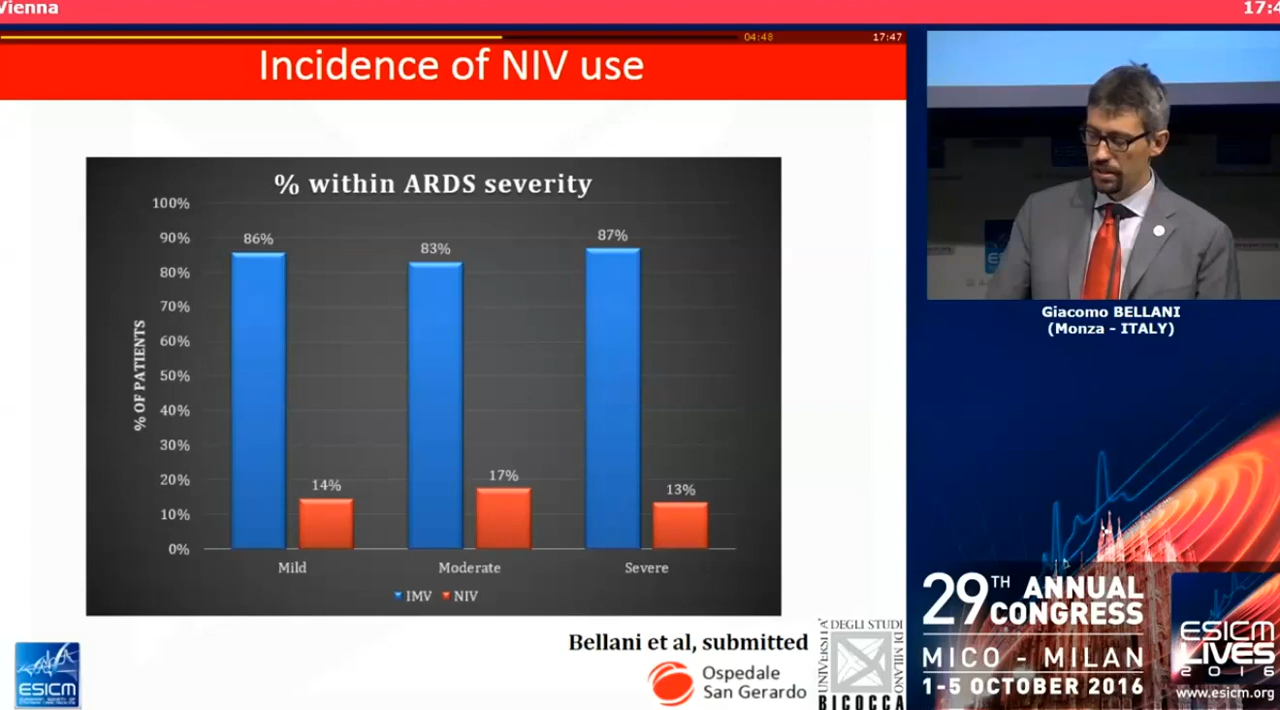 Vienna
17:4
04:48
17:47
Incidence of NIV use
% within ARDS severity
% OF PATIENTS
100%
90%
80%
70%
60%
50%
40%
30%
20%
10%
0%
86%
14%
83%
17%
87%
13%
Mild
Moderate
Severe
IMV
NIV
Bellani et al, submitted
ESICM
Ospedale
San Gerardo
UNIVERSITA'
DEGLI STUDI
DI MILANO
BICOCCA
Giacomo BELLANI
(Monza - ITALY)
29TH ANNUAL
CONGRESS
MICO - MILAN
1-5 OCTOBER 2016
ESICM
LIVES
2016
www.esicm.org